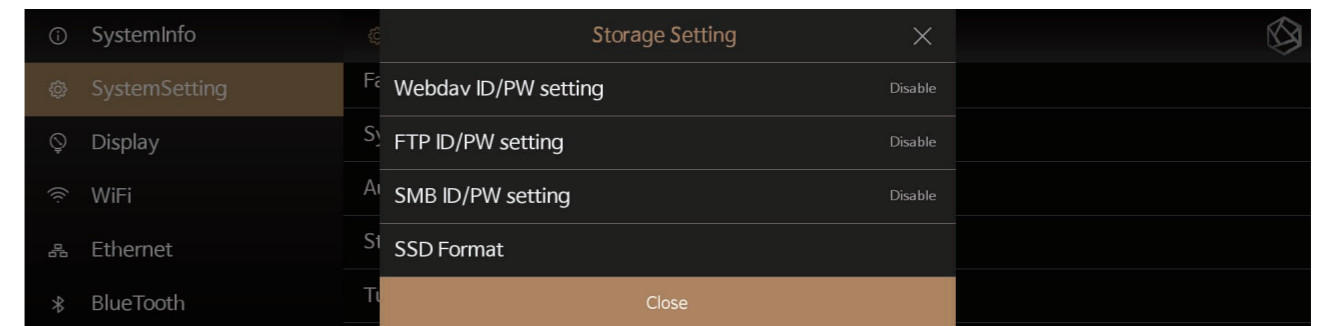 SystemInfo
SystemSetting
Display
WiFi
Ethernet
BlueTooth
Storage Setting
Webdav ID/PW setting Disable
FTP ID/PW setting Disable
SMB ID/PW setting Disable
SSD Format
Close